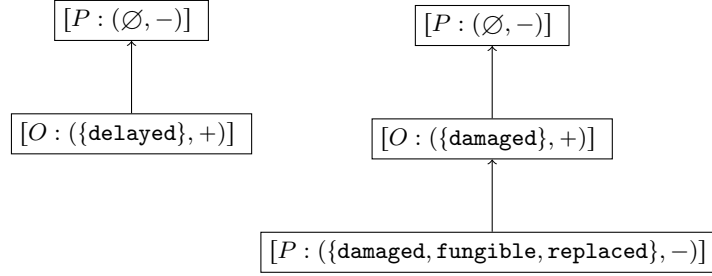 [P : (∅, −)]
[P : (∅, −)]
[O : ({delayed}, +)]
[O : ({damaged}, +)]
[P : ({damaged, fungible, replaced}, −)]